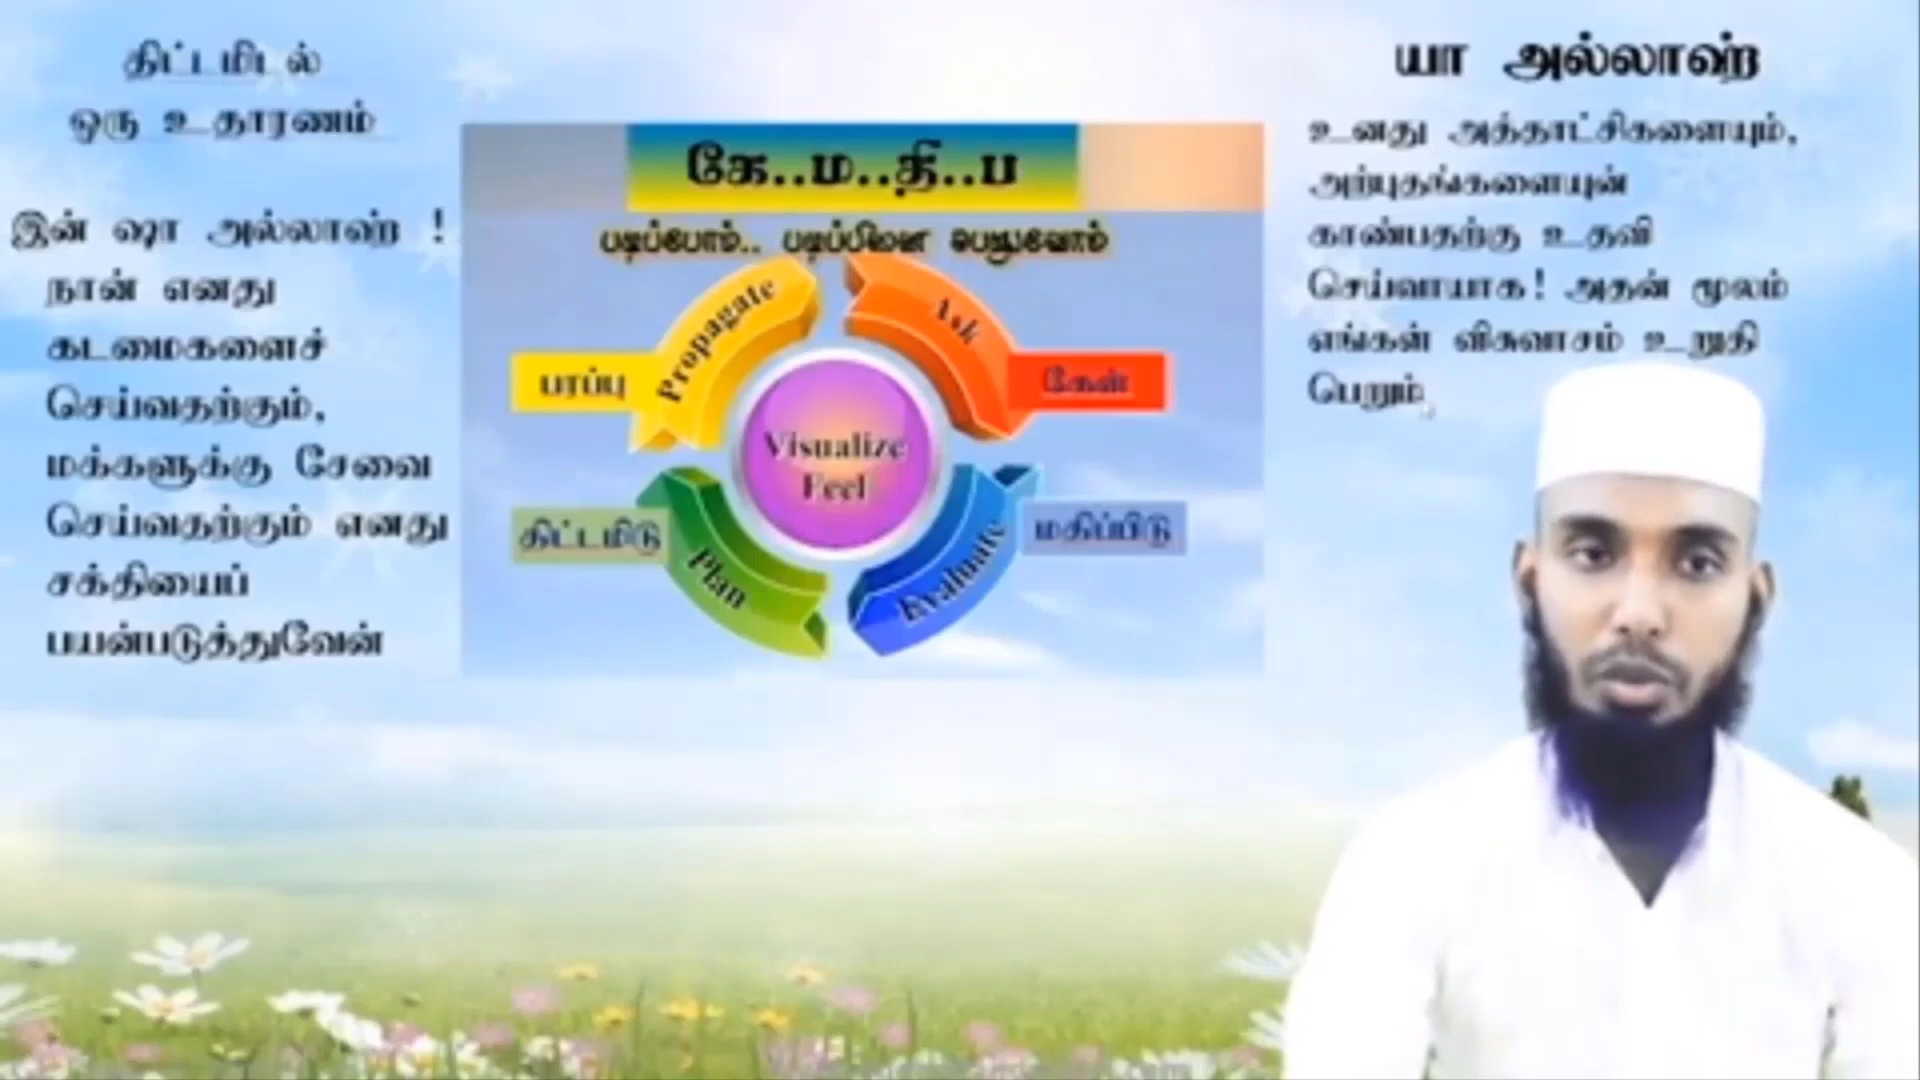 திட்டமிடல்
ஒரு உதாரணம்
இன் ஷா அல்லாஹ் !
நான் எனது
கடமைகளைச்
செய்வதற்கும்,
மக்களுக்கு சேவை
செய்வதற்கும் எனது
சக்தியைப்
பயன்படுத்துவேன்
கே..ம..தி..ப
படிப்போம்.. படிப்பினை பெறுவோம்
Propagate
Ask
பரப்பு
கேள்
Visualize
Feel
திட்டமிடு
மதிப்பிடு
Plan
Evaluate
யா அல்லாஹ்
உனது அத்தாட்சிகளையும்,
அற்புதங்களையுன்
காண்பதற்கு உதவி
செய்வாயாக! அதன் மூலம்
எங்கள் விசுவாசம் உறுதி
பெறும்